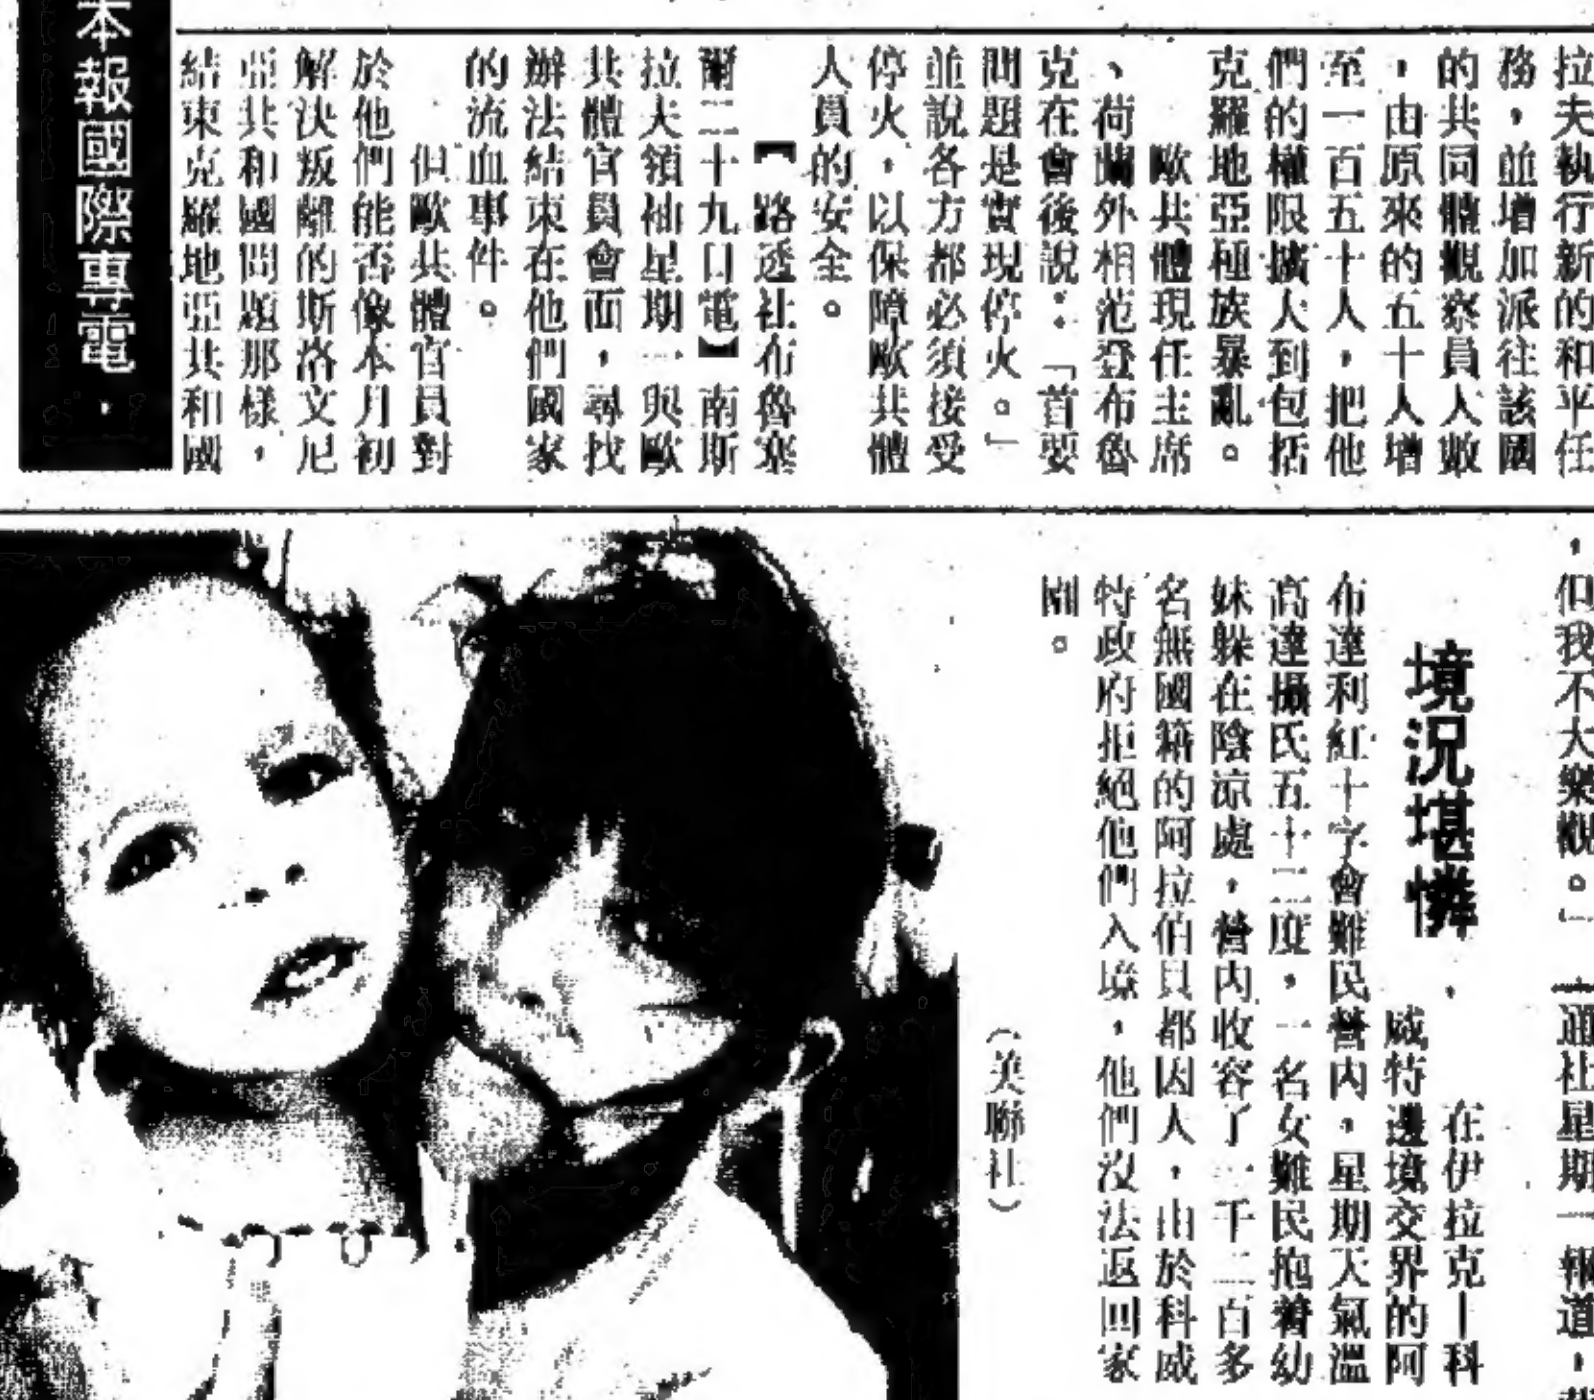 拉夫執行新的和平任
務，並增加派往該國
的共同體觀察員人數
，由原來的五十人增
至一百五十人，把他
們的權限擴大到包括
克羅地亞種族暴亂。
歐共體現任主席
、荷蘭外相范登布魯
克在會後說：「首要
問題是實現停火。」
並說各方都必須接受
停火，以保障歐共體
人員的安全。
【路透社布魯塞
爾二十九日電】南斯
拉夫領袖星期一與歐
共體官員會面，尋找
辦法結束在他們國家
的流血事件。
但歐共體官員對
於他們能否像本月初
解決叛離的斯洛文尼
亞共和國問題那樣，
結束克羅地亞共和國
本報國際專電，
，但我不大樂觀。」
通社星期一報道，
境況堪憐
在伊拉克—科
威特邊境交界的阿
布達利紅十字會難民營內，星期天氣溫
高達攝氏五十二度，一名女難民抱着幼
妹躲在陰涼處，營內收容了一千二百多
名無國籍的阿拉伯貝都因人，由於科威
特政府拒絕他們入境，他們沒法返回家
園。
（美聯社）